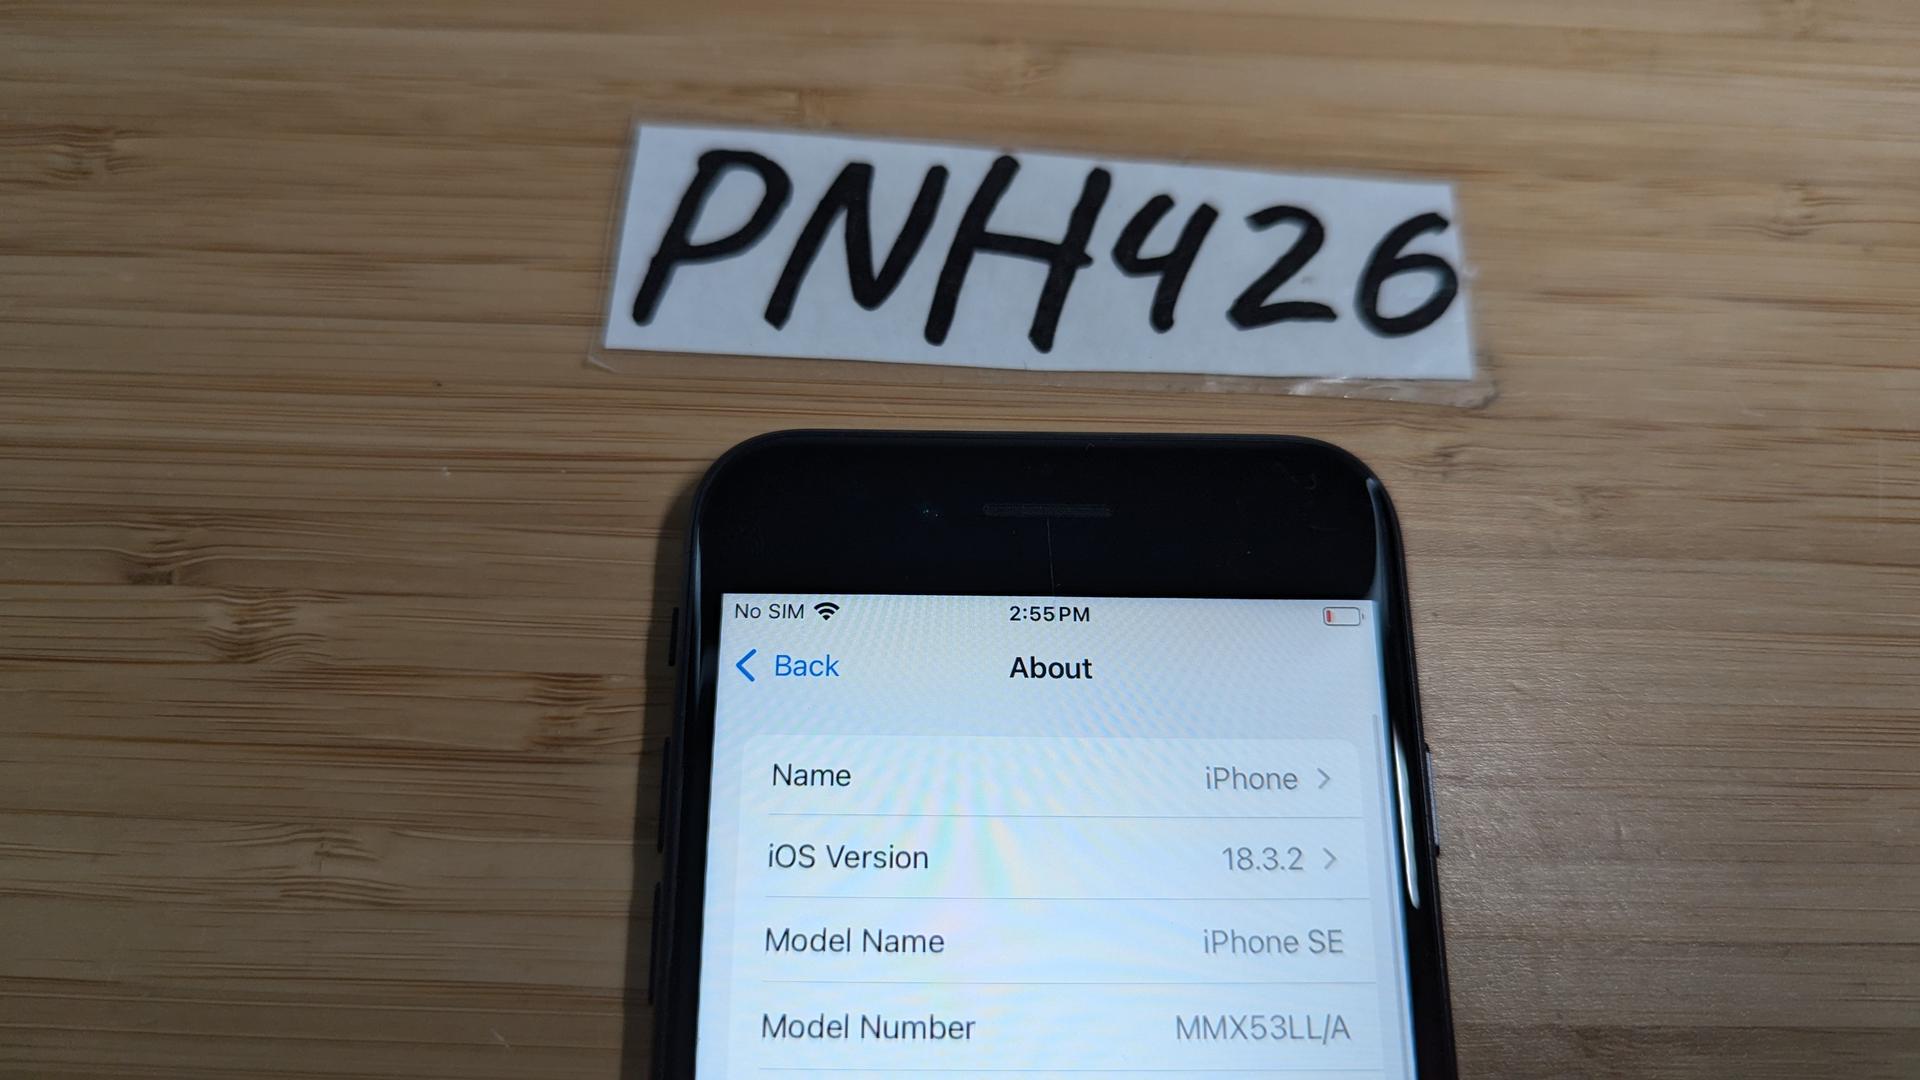 PNH426
No SIM 2:55 PM
Back About
Name iPhone
iOS Version 18.3.2
Model Name iPhone SE
Model Number MMX53LL/A